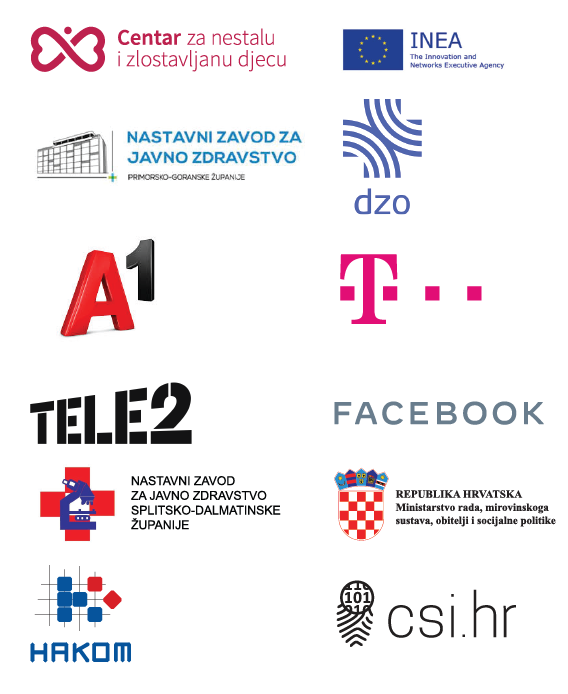 Centar za nestalu
i zlostavljanu djecu
INEA
The Innovation and
Networks Executive Agency
NASTAVNI ZAVOD ZA
JAVNO ZDRAVSTVO
PRIMORSKO-GORANSKE ŽUPANIJE
dzo
A1
T
TELE2
FACEBOOK
NASTAVNI ZAVOD
ZA JAVNO ZDRAVSTVO
SPLITSKO-DALMATINSKE
ŽUPANIJE
REPUBLIKA HRVATSKA
Ministarstvo rada, mirovinskoga
sustava, obitelji i socijalne politike
HAKOM
101
csi.hr